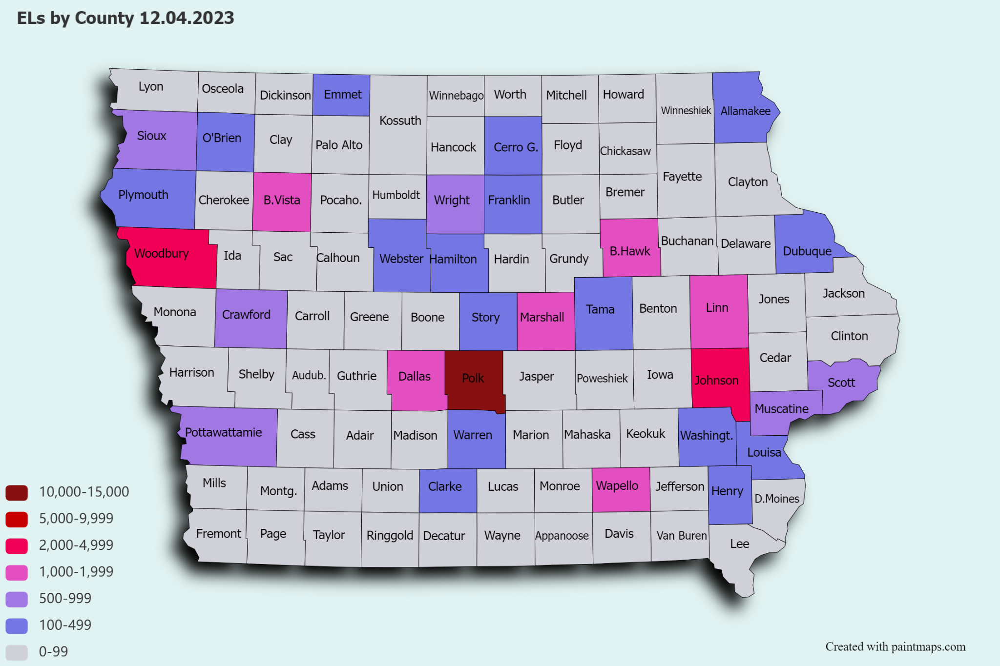 ELs by County 12.04.2023
Lyon
Osceola
Dickinson
Emmet
Kossuth
Winnebago
Worth
Mitchell
Howard
Winneshiek
Allamakee
Sioux
O'Brien
Clay
Palo Alto
Hancock
Cerro G.
Floyd
Chickasaw
Fayette
Clayton
Plymouth
Cherokee
B.Vista
Pocaho.
Humboldt
Wright
Franklin
Butler
Bremer
Woodbury
Ida
Sac
Calhoun
Webster
Hamilton
Hardin
Grundy
B.Hawk
Buchanan
Delaware
Dubuque
Monona
Crawford
Carroll
Greene
Boone
Story
Marshall
Tama
Benton
Linn
Jones
Jackson
Clinton
Harrison
Shelby
Audub.
Guthrie
Dallas
Polk
Jasper
Poweshiek
Iowa
Johnson
Cedar
Scott
Muscatine
Pottawattamie
Cass
Adair
Madison
Warren
Marion
Mahaska
Keokuk
Washingt.
Louisa
Mills
Montg.
Adams
Union
Clarke
Lucas
Monroe
Wapello
Jefferson
Henry
D.Moines
Fremont
Page
Taylor
Ringgold
Decatur
Wayne
Appanoose
Davis
Van Buren
Lee
10,000-15,000
5,000-9,999
2,000-4,999
1,000-1,999
500-999
100-499
0-99
Created with paintmaps.com